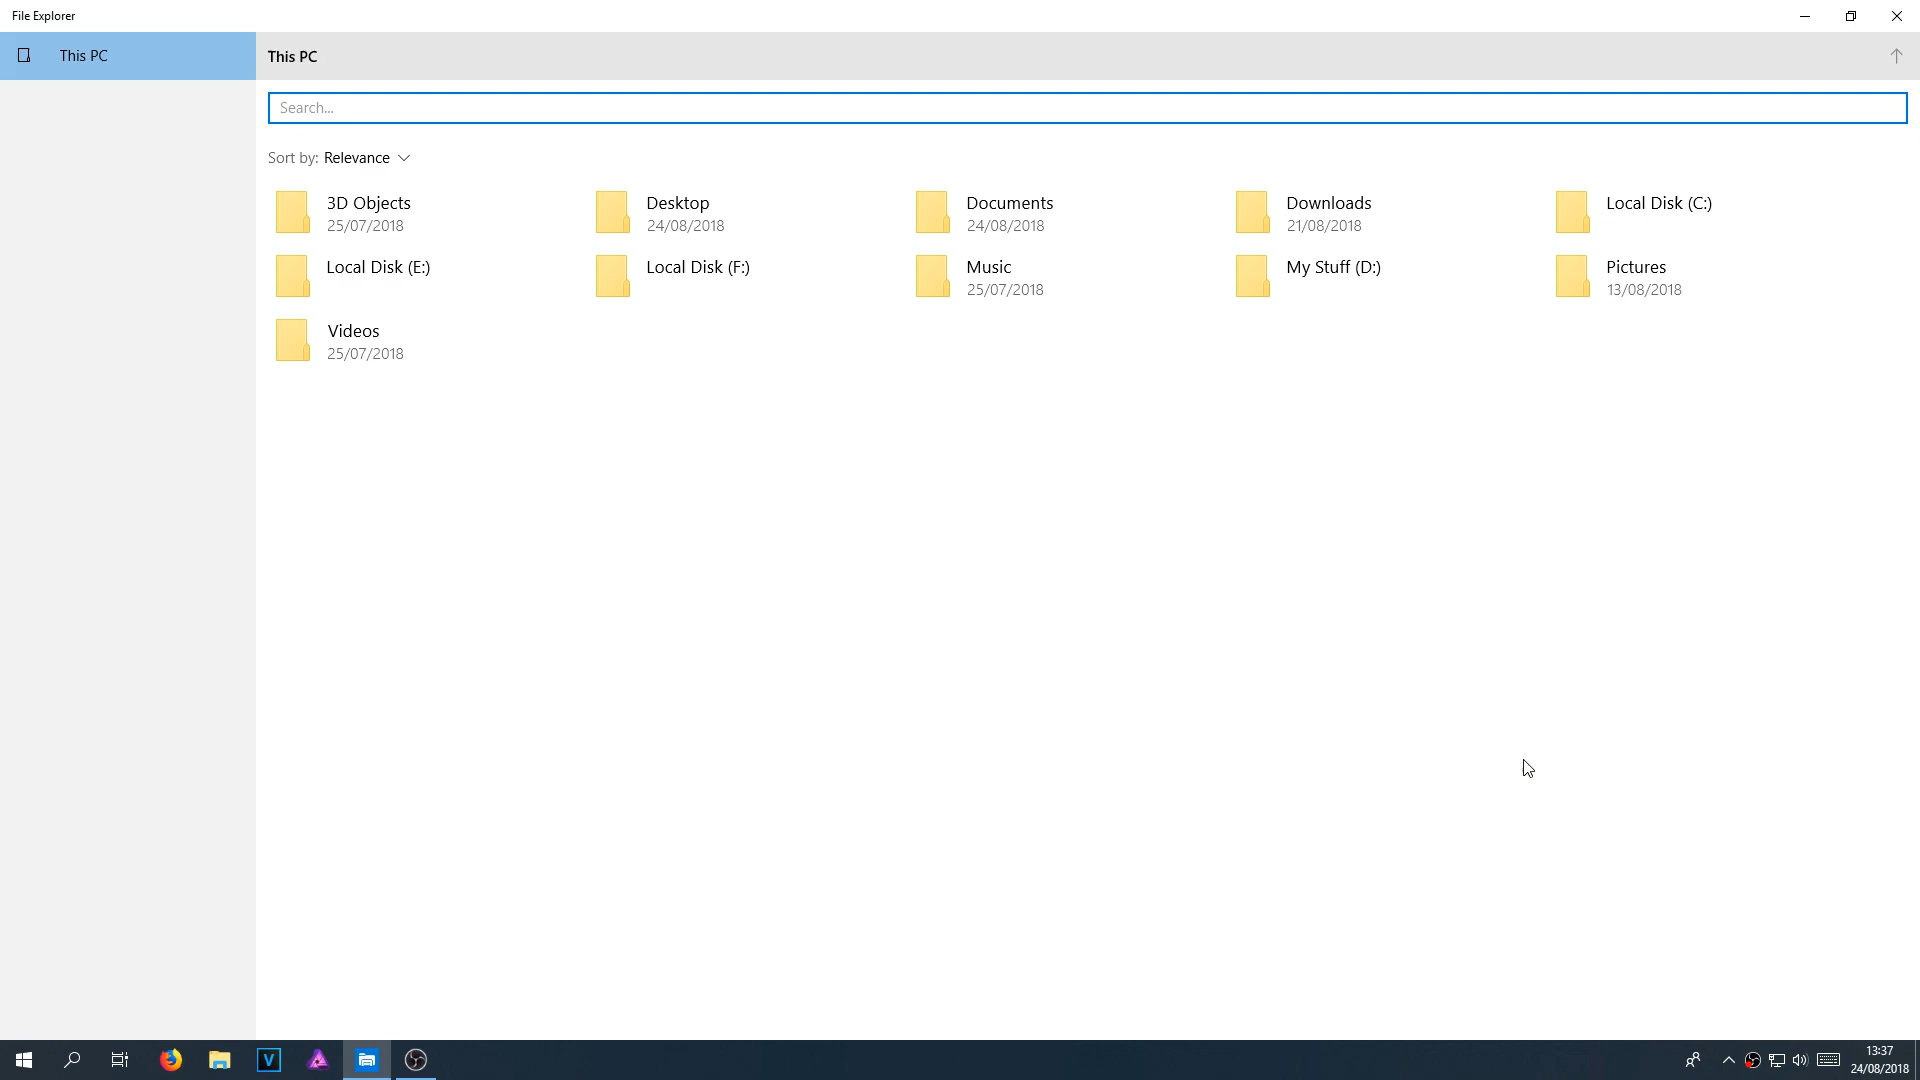 File Explorer
This PC
This PC
Search...
Sort by: Relevance
3D Objects
25/07/2018
Desktop
24/08/2018
Documents
24/08/2018
Downloads
21/08/2018
Local Disk (C:)
Local Disk (E:)
Local Disk (F:)
Music
25/07/2018
My Stuff (D:)
Pictures
13/08/2018
Videos
25/07/2018
V
13:37
24/08/2018